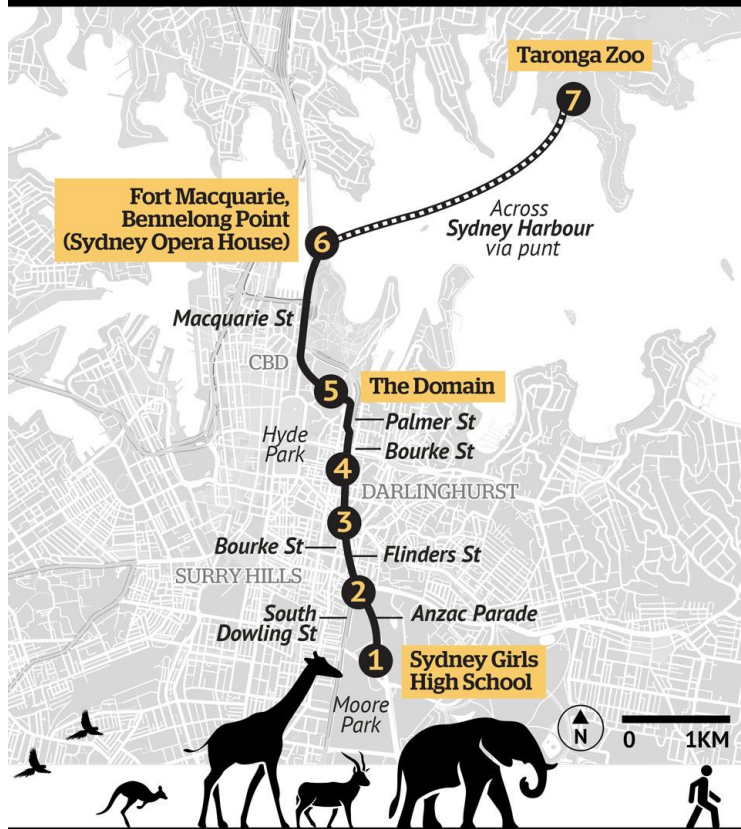 Taronga Zoo
7
Fort Macquarie,
Bennelong Point
(Sydney Opera House)
6
Across
Sydney Harbour
via punt
Macquarie St
CBD
5
The Domain
Palmer St
Hyde
Park
Bourke St
4
DARLINGHURST
3
Bourke St
Flinders St
SURRY HILLS
2
South
Dowling St
Anzac Parade
1
Sydney Girls
High School
Moore
Park
N
0 1KM